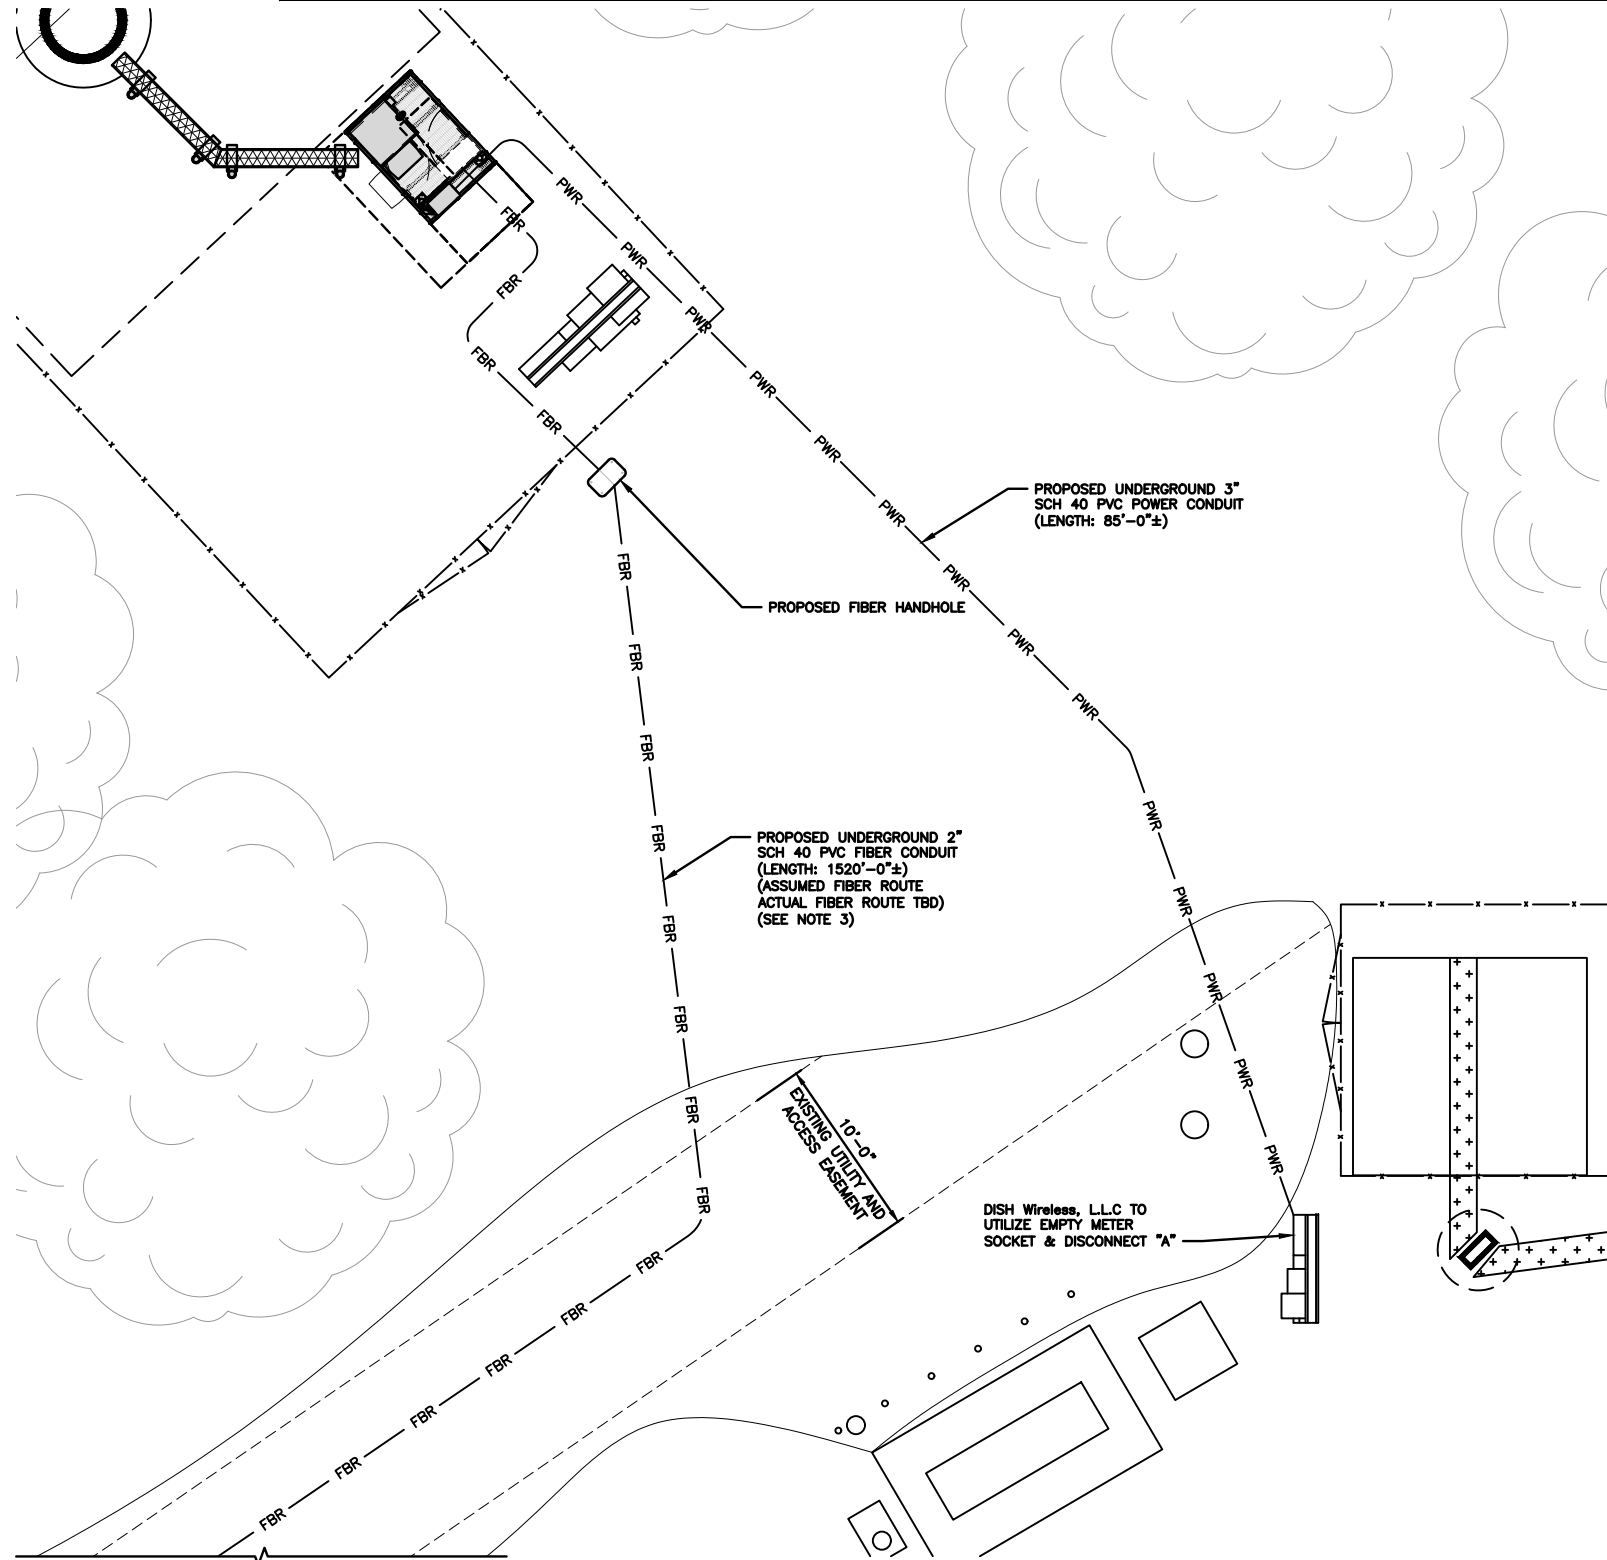 PWR
FBR
PWR
FBR
PWR
FBR
PWR
FBR
PWR
PROPOSED UNDERGROUND 3"
SCH 40 PVC POWER CONDUIT
(LENGTH: 85'-0"±)
PWR
FBR
PWR
PROPOSED FIBER HANDHOLE
PWR
FBR
PWR
FBR
PWR
FBR
PROPOSED UNDERGROUND 2"
SCH 40 PVC FIBER CONDUIT
(LENGTH: 1520'-0"±)
(ASSUMED FIBER ROUTE
ACTUAL FIBER ROUTE TBD)
(SEE NOTE 3)
PWR
FBR
PWR
FBR
PWR
FBR
10'-0"
EXISTING UTILITY AND
ACCESS EASEMENT
PWR
FBR
DISH Wireless, L.L.C TO
UTILIZE EMPTY METER
SOCKET & DISCONNECT "A"
FBR
FBR
FBR
FBR
FBR
FBR